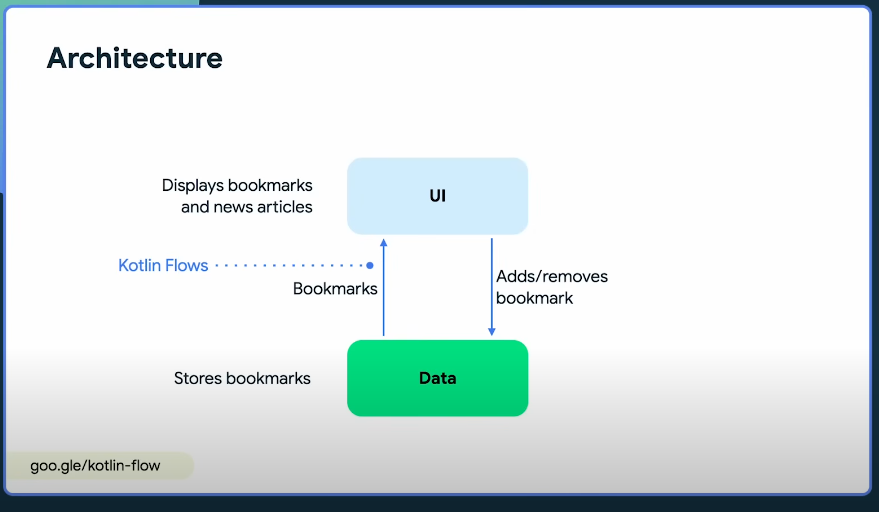 Architecture
Displays bookmarks
and news articles
UI
Kotlin Flows
Bookmarks
Adds/removes
bookmark
Stores bookmarks
Data
goo.gle/kotlin-flow